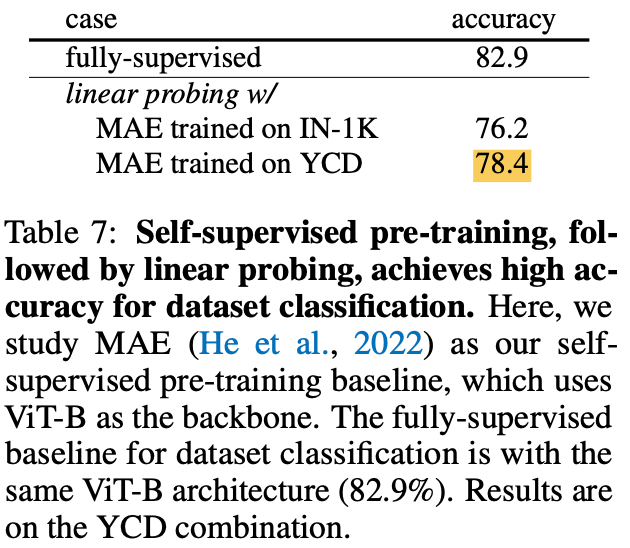 case accuracy
fully-supervised 82.9
linear probing w/
MAE trained on IN-1K 76.2
MAE trained on YCD 78.4
Table 7: Self-supervised pre-training, fol-
lowed by linear probing, achieves high ac-
curacy for dataset classification. Here, we
study MAE (He et al., 2022) as our self-
supervised pre-training baseline, which uses
ViT-B as the backbone. The fully-supervised
baseline for dataset classification is with the
same ViT-B architecture (82.9%). Results are
on the YCD combination.